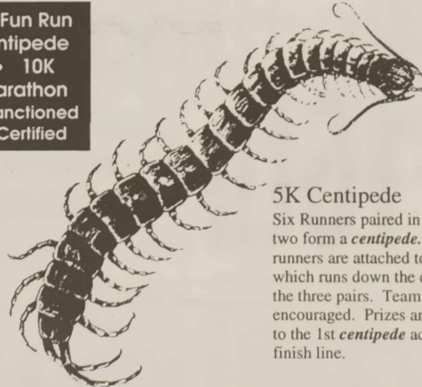 Fun Run
ntipede
10K
arathon
anctioned
Certified
5K Centipede
Six Runners paired in
two form a centipede.
runners are attached to
which runs down the c
the three pairs. Team
encouraged. Prizes ar
to the 1st centipede ac
finish line.